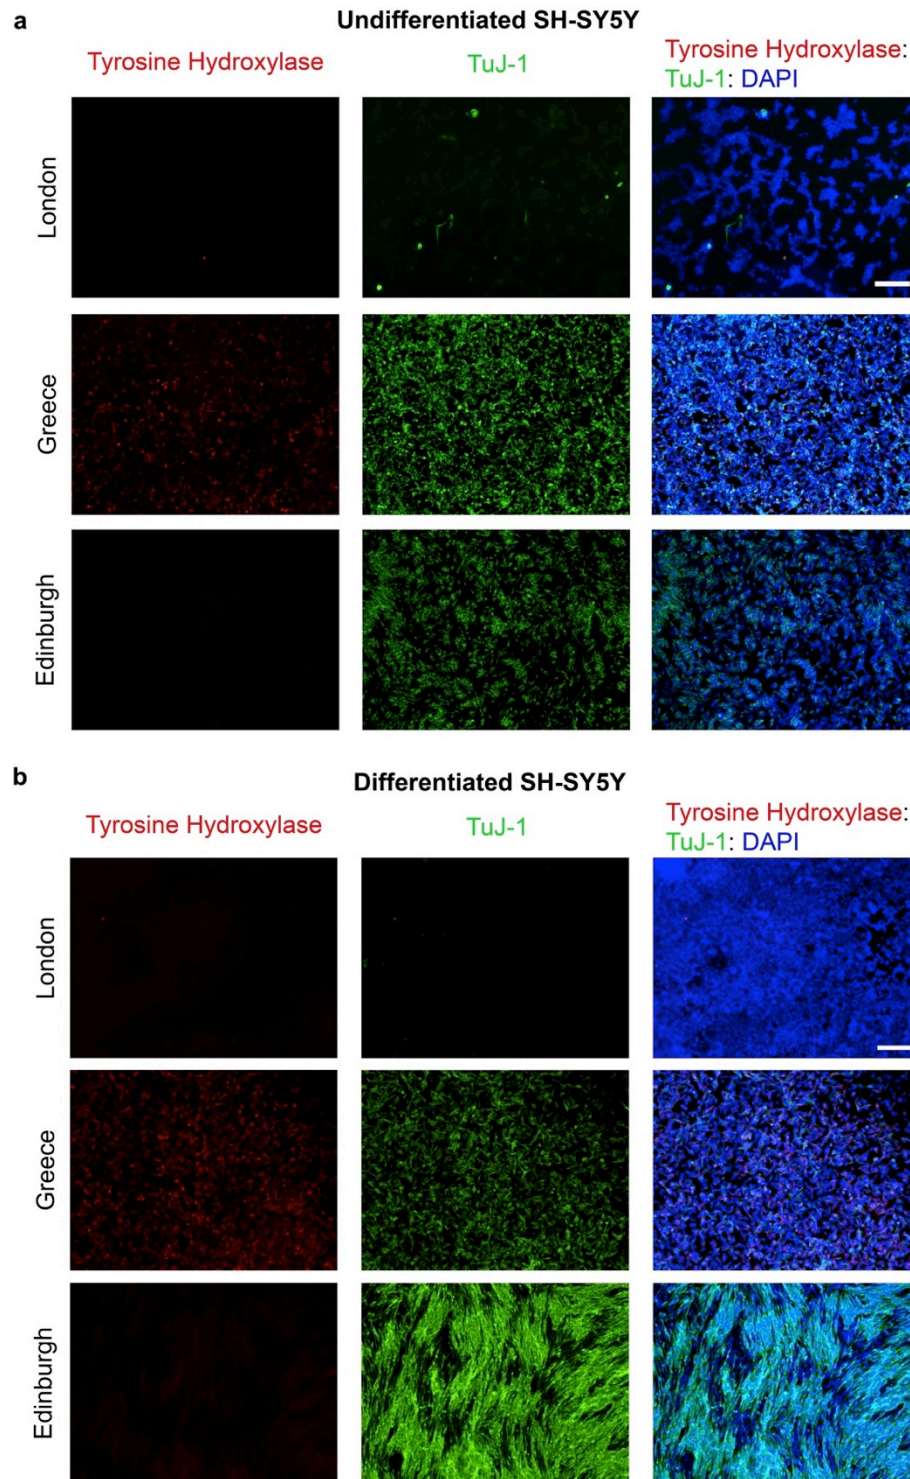 a
Undifferentiated SH-SY5Y
Tyrosine Hydroxylase
TuJ-1
Tyrosine Hydroxylase:
TuJ-1: DAPI
London
Greece
Edinburgh
b
Differentiated SH-SY5Y
Tyrosine Hydroxylase
TuJ-1
Tyrosine Hydroxylase:
TuJ-1: DAPI
London
Greece
Edinburgh